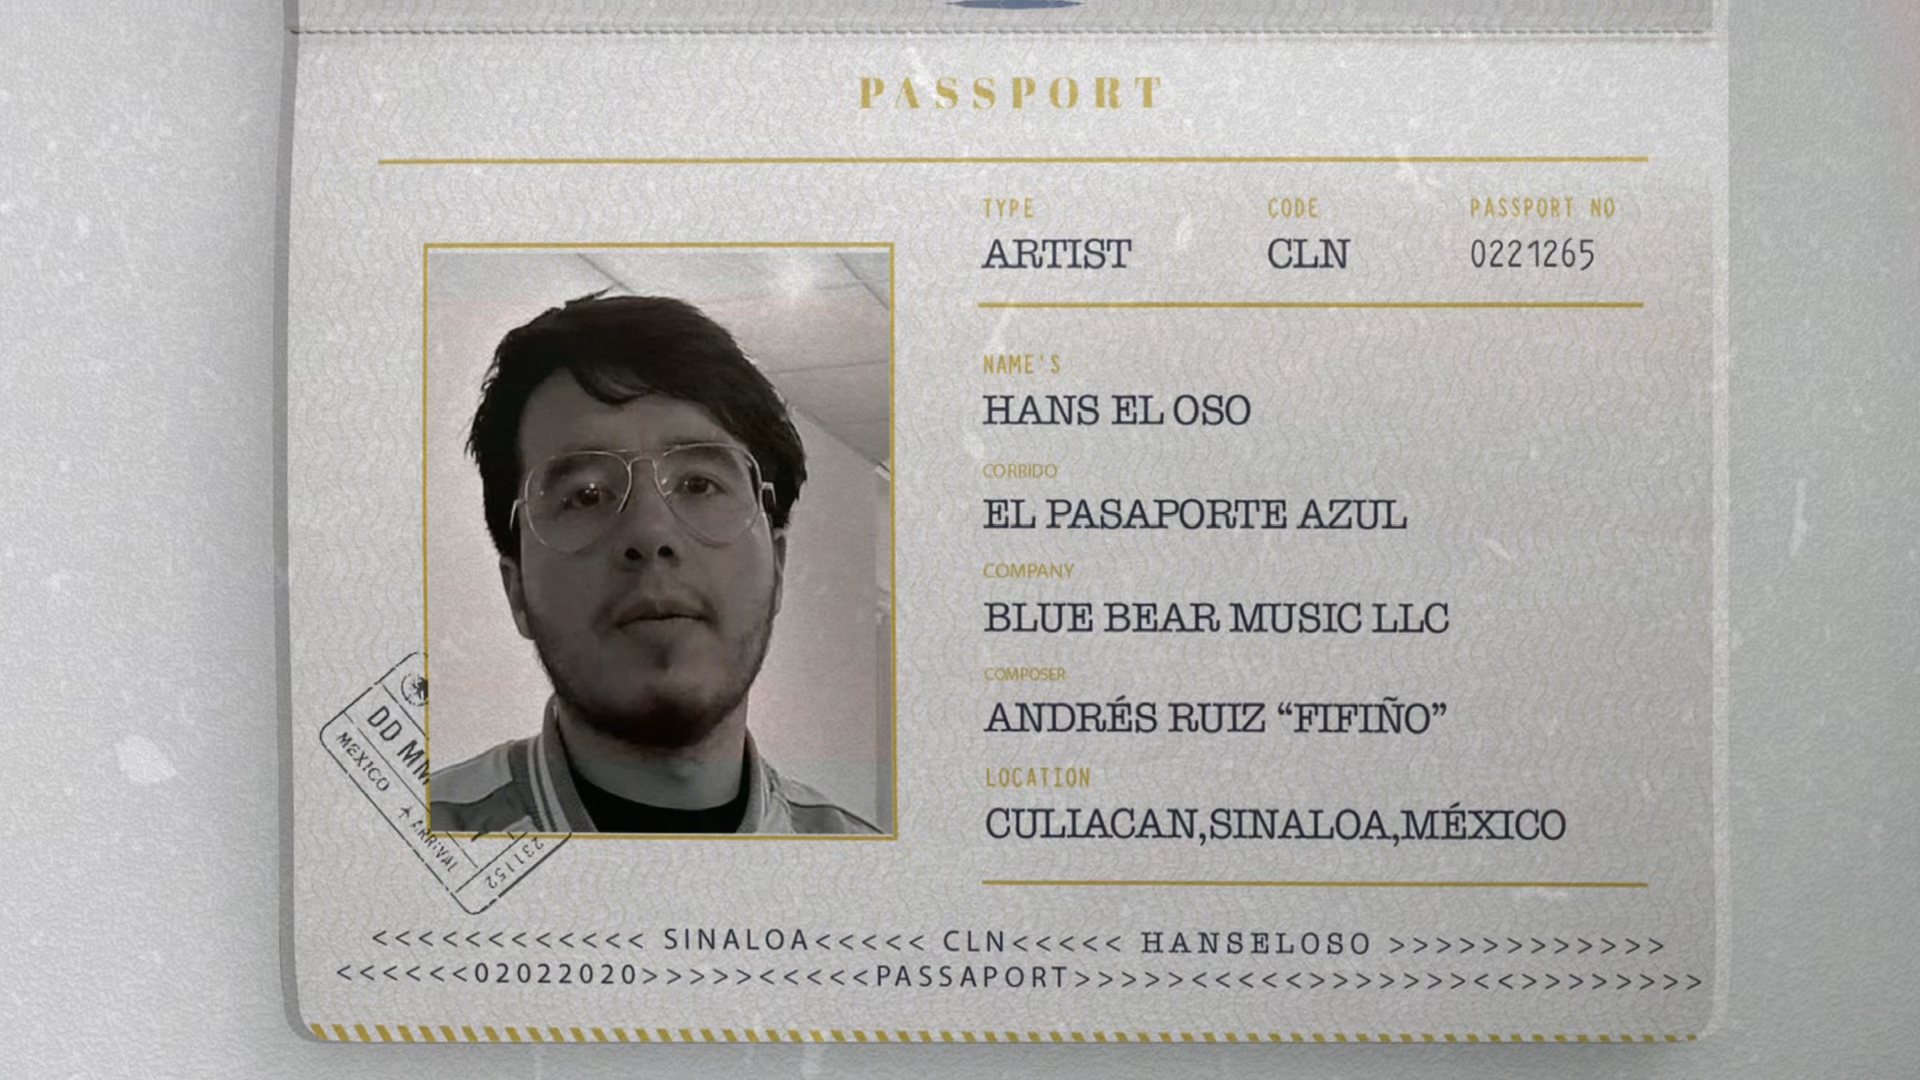 PASSPORT
TYPE CODE PASSPORT NO
ARTIST CLN 0221265
NAME'S
HANS EL OSO
CORRIDO
EL PASAPORTE AZUL
COMPANY
BLUE BEAR MUSIC LLC
COMPOSER
ANDRÉS RUIZ “FIFIÑO”
LOCATION
CULIACAN,SINALOA,MÉXICO
DD MM
MEXICO
ARRIVAL
231152
<<<<<<<<<<<< SINALOA<<<<< CLN<<<<< HANSELOSO >>>>>>>>>>>>
<<<<<<02022020>>>>><<<<<PASSAPORT>>>>><<<<<>>>>>>><<>>>>>>>>